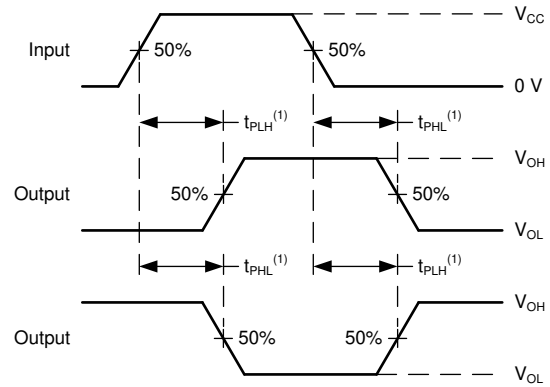 V_CC
Input 50% 50%
0 V
t_PLH^(1) t_PHL^(1)
V_OH
Output 50% 50%
V_OL
t_PHL^(1) t_PLH^(1)
V_OH
Output 50% 50%
V_OL